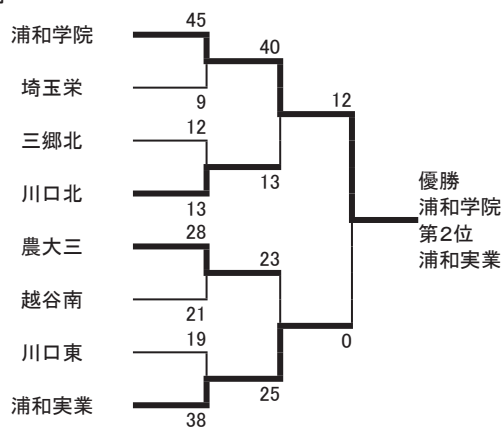 浦和学院
45
埼玉栄
9
三郷北
12
川口北
13
農大三
28
越谷南
21
川口東
19
浦和実業
38
40
13
23
25
12
0
優勝
浦和学院
第2位
浦和実業